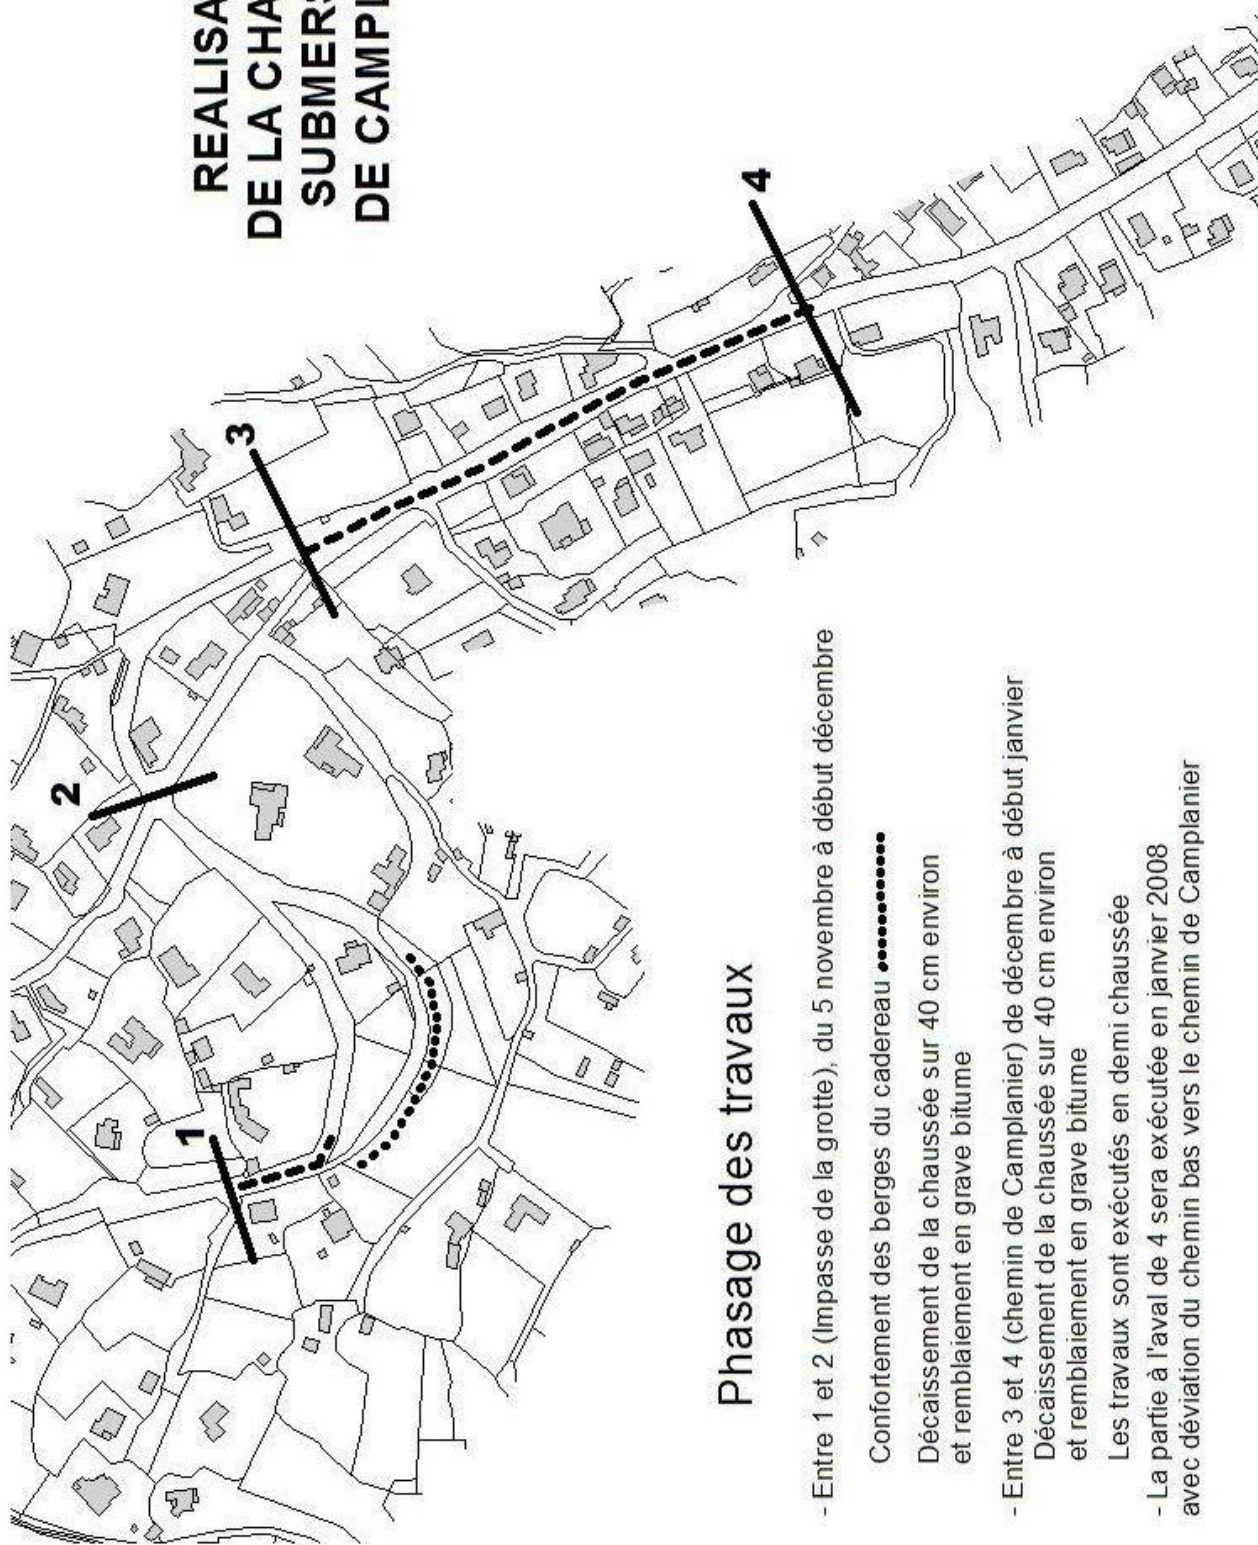 REALISA
DE LA CHA
SUBMERS
DE CAMPL
1
2
3
4
Phasage des travaux
- Entre 1 et 2 (Impasse de la grotte), du 5 novembre à début décembre
Confortement des berges du cadereau
Décaissement de la chaussée sur 40 cm environ
et remblaiement en grave bitume
- Entre 3 et 4 (chemin de Camplanier) de décembre à début janvier
Décaissement de la chaussée sur 40 cm environ
et remblaiement en grave bitume
Les travaux sont exécutés en demi chaussée
- La partie à l'aval de 4 sera exécutée en janvier 2008
avec déviation du chemin bas vers le chemin de Camplanier